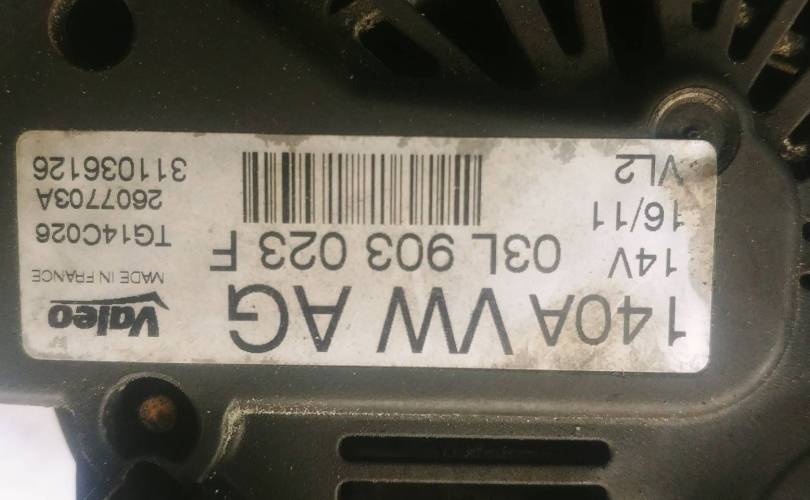 140A VW AG
14V 03L 903 023 F
16/11
VL2
Valeo
MADE IN FRANCE
TG14C026
2607703A
311036126